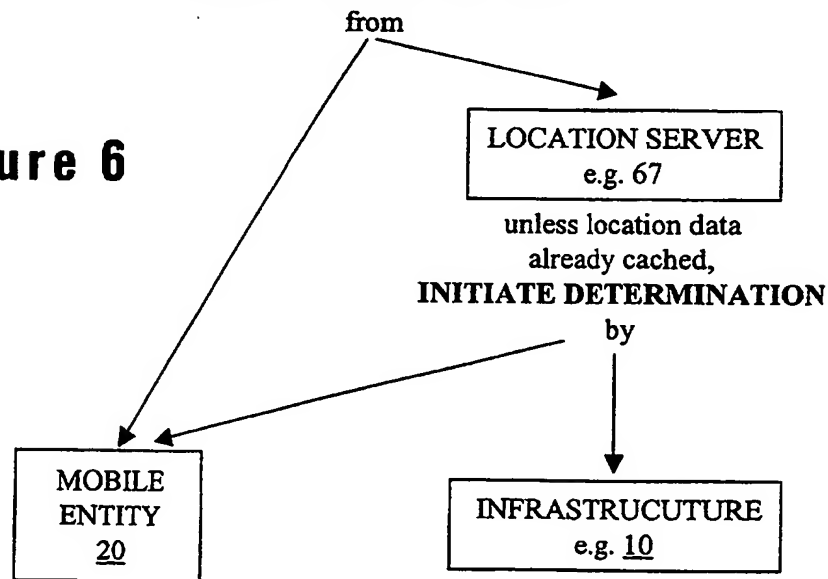 from
LOCATION SERVER
e.g. 67
ure 6
unless location data
already cached,
INITIATE DETERMINATION
by
MOBILE
ENTITY
20
INFRASTRUCUTURE
e.g. 10